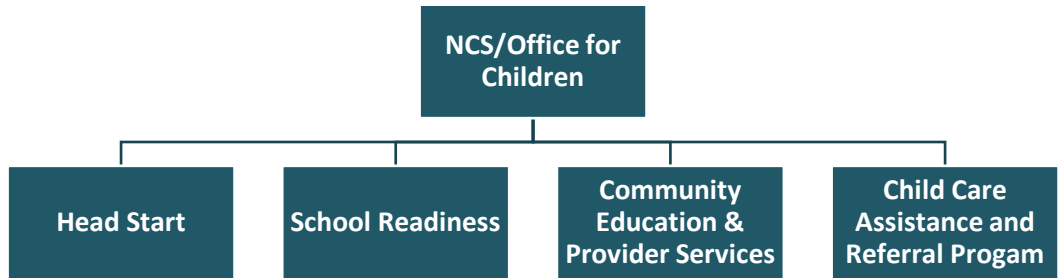 NCS/Office for
Children
Head Start
School Readiness
Community
Education &
Provider Services
Child Care
Assistance and
Referral Progam